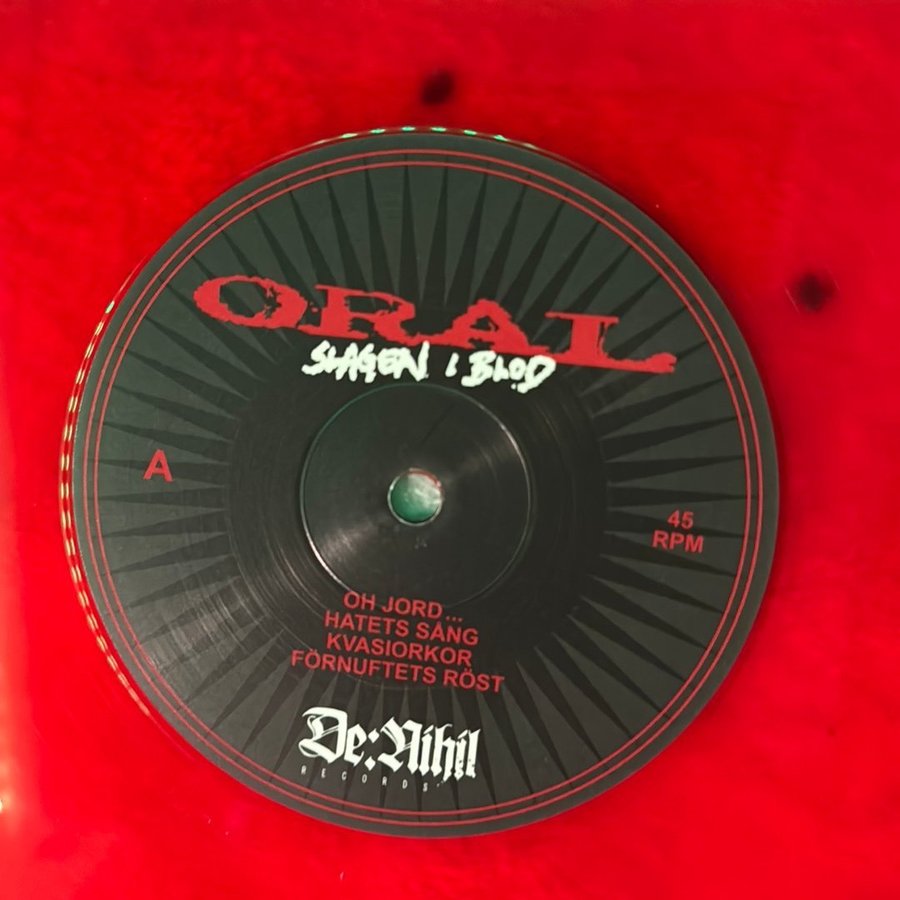 ORAL
SLAGEN I BLOD
A
45
RPM
OH JORD...
HATETS SÅNG
KVASIORKOR
FÖRNUFTETS RÖST
De:Nihil
RECORDS